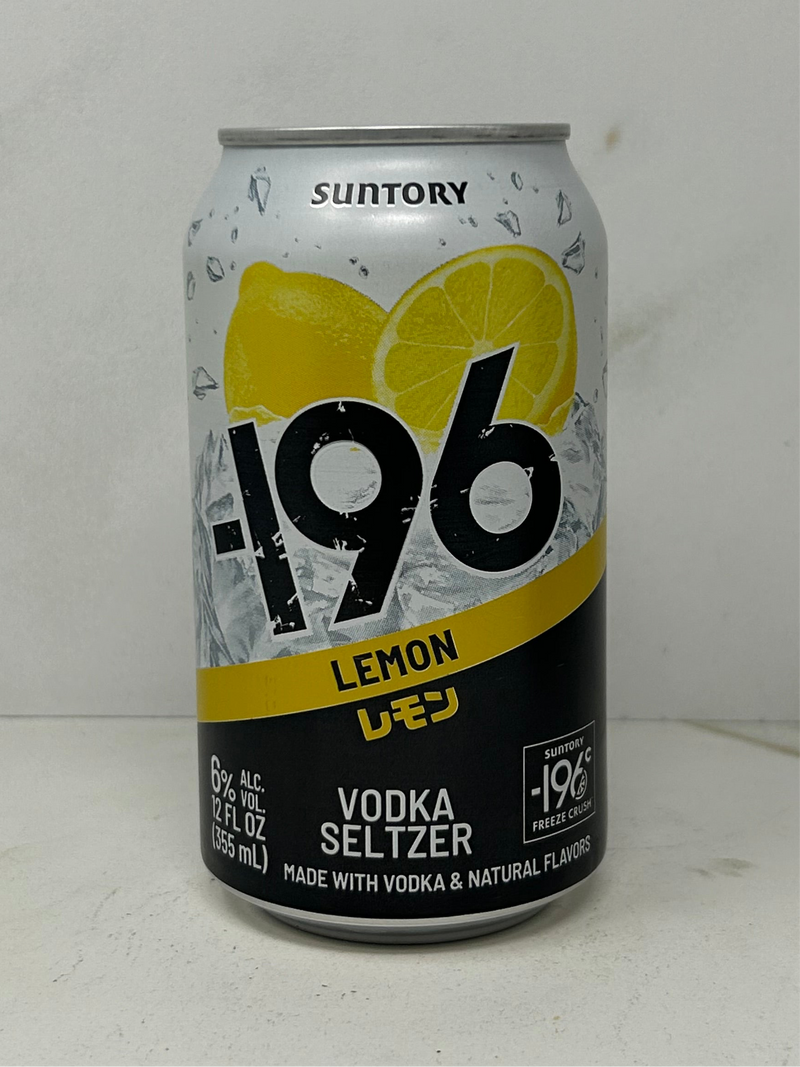 SUNTORY
-196
LEMON
レモン
6% ALC. VOL.
12 FL OZ
(355 mL)
VODKA
SELTZER
MADE WITH VODKA & NATURAL FLAVORS
SUNTORY
-196°C
FREEZE CRUSH